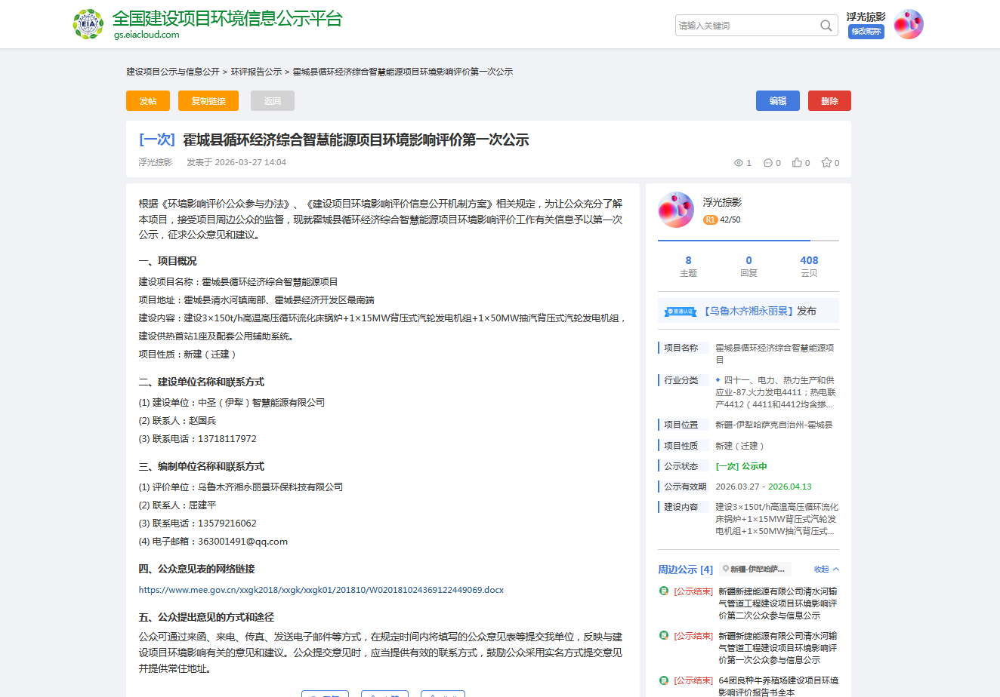 全国建设项目环境信息公示平台
gs.eiacloud.com
EIA
请输入关键词
浮光掠影
修改昵称
建设项目公示与信息公开 > 环评报告公示 > 霍城县循环经济综合智慧能源项目环境影响评价第一次公示
发帖
复制链接
返回
编辑
删除
[一次] 霍城县循环经济综合智慧能源项目环境影响评价第一次公示
浮光掠影 发表于 2026-03-27 14:04
1 0 0 0
根据《环境影响评价公众参与办法》、《建设项目环境影响评价信息公开机制方案》相关规定，为让公众充分了解
本项目，接受项目周边公众的监督，现就霍城县循环经济综合智慧能源项目环境影响评价工作有关信息予以第一次
公示，征求公众意见和建议。
一、项目概况
建设项目名称：霍城县循环经济综合智慧能源项目
项目地址：霍城县清水河镇南部、霍城县经济开发区最南端
建设内容：建设3×150t/h高温高压循环流化床锅炉+1×15MW背压式汽轮发电机组+1×50MW抽汽背压式汽轮发电机组，
建设供热首站1座及配套公用辅助系统。
项目性质：新建（迁建）
二、建设单位名称和联系方式
(1) 建设单位：中圣（伊犁）智慧能源有限公司
(2) 联系人：赵国兵
(3) 联系电话：13718117972
三、编制单位名称和联系方式
(1) 评价单位：乌鲁木齐湘永丽景环保科技有限公司
(2) 联系人：屈建平
(3) 联系电话：13579216062
(4) 电子邮箱：363001491@qq.com
四、公众意见表的网络链接
https://www.mee.gov.cn/xxgk2018/xxgk/xxgk01/201810/W020181024369122449069.docx
五、公众提出意见的方式和途径
公众可通过来函、来电、传真、发送电子邮件等方式，在规定时间内将填写的公众意见表等提交我单位，反映与建
设项目环境影响有关的意见和建议。公众提交意见时，应当提供有效的联系方式，鼓励公众采用实名方式提交意见
并提供常住地址。
浮光掠影
R1 42/50
8 0 408
主题 回复 云贝
普通认证 【乌鲁木齐湘永丽景】发布
项目名称 霍城县循环经济综合智慧能源项
目
行业分类 四十一、电力、热力生产和供
应业-87.火力发电4411；热电联
产4412（4411和4412均含掺...
项目位置 新疆-伊犁哈萨克自治州-霍城县
项目性质 新建（迁建）
公示状态 [一次] 公示中
公示有效期 2026.03.27 - 2026.04.13
建设内容 建设3×150t/h高温高压循环流化
床锅炉+1×15MW背压式汽轮发
电机组+1×50MW抽汽背压式...
周边公示 [4] 新疆-伊犁哈萨... 收起
[公示结束] 新疆新捷能源有限公司清水河输
气管道工程建设项目环境影响评
价第二次公众参与信息公示
[公示结束] 新疆新捷能源有限公司清水河输
气管道工程建设项目环境影响评
价第一次公众参与信息公示
[公示结束] 64团良种牛养殖场建设项目环境
影响评价报告书全本